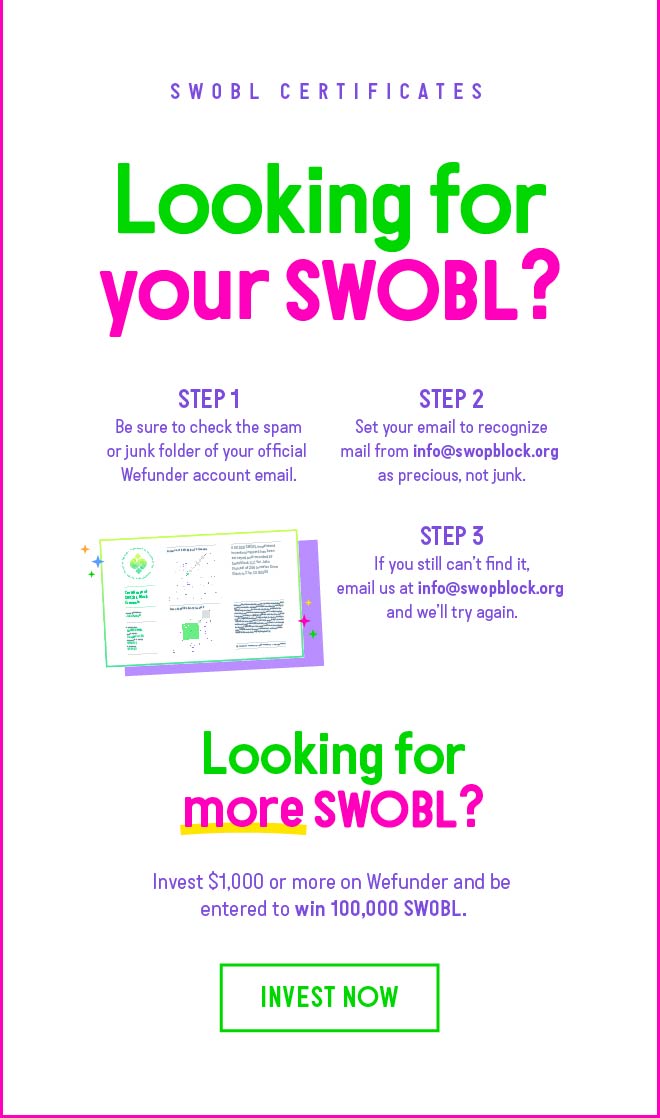 SWOBL CERTIFICATES
Looking for
your SWOBL?
STEP 1
Be sure to check the spam
or junk folder of your official
Wefunder account email.
STEP 2
Set your email to recognize
mail from info@swopblock.org
as precious, not junk.
STEP 3
If you still can't find it,
email us at info@swopblock.org
and we'll try again.
Looking for
more SWOBL?
Invest $1,000 or more on Wefunder and be
entered to win 100,000 SWOBL.
INVEST NOW